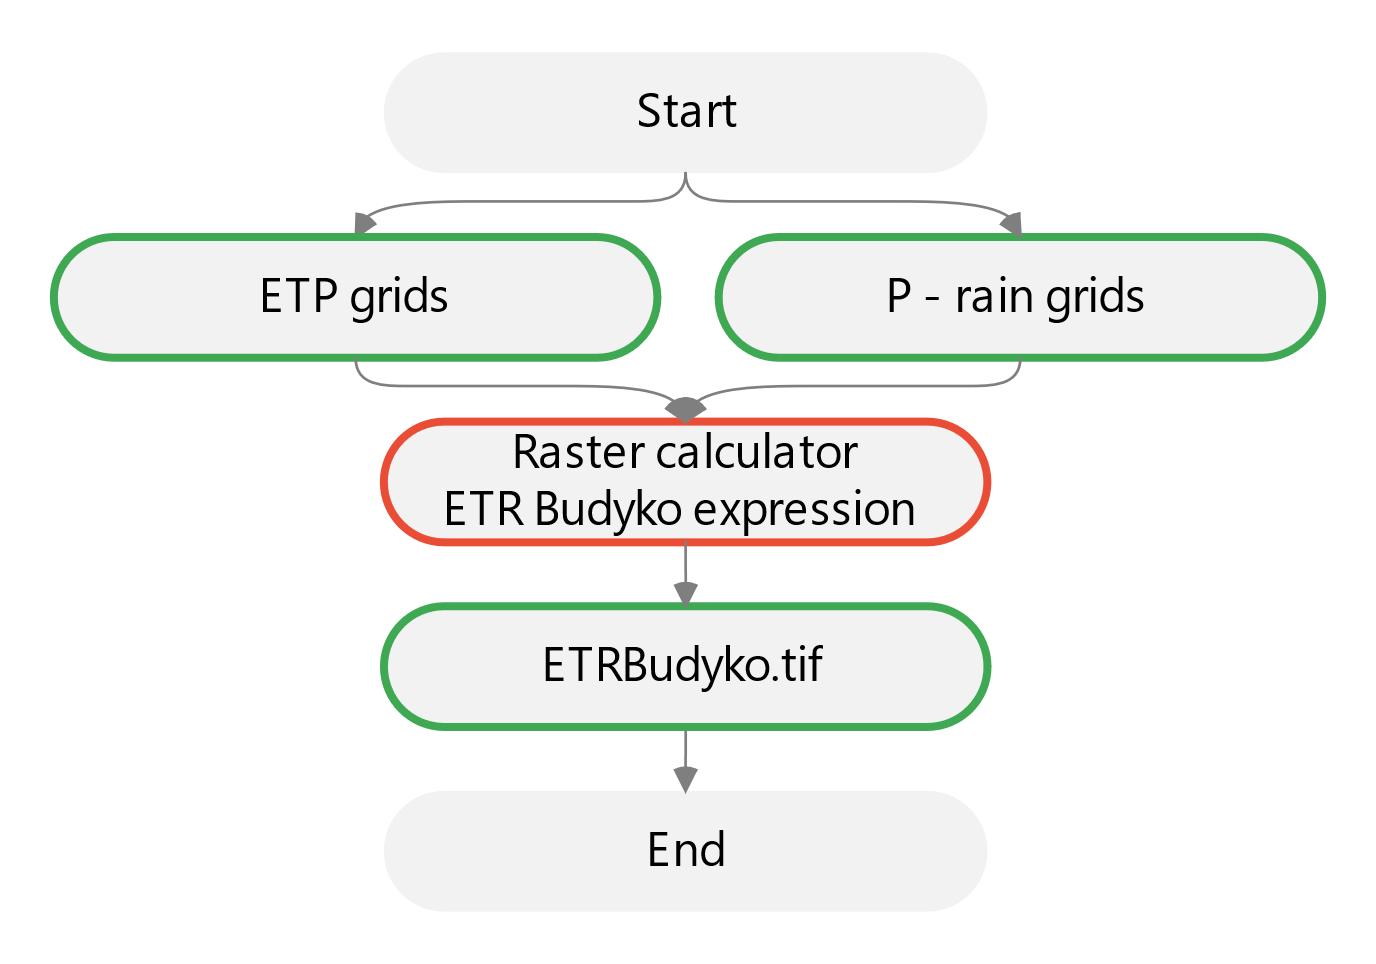 Start
ETP grids
P - rain grids
Raster calculator
ETR Budyko expression
ETRBudyko.tif
End